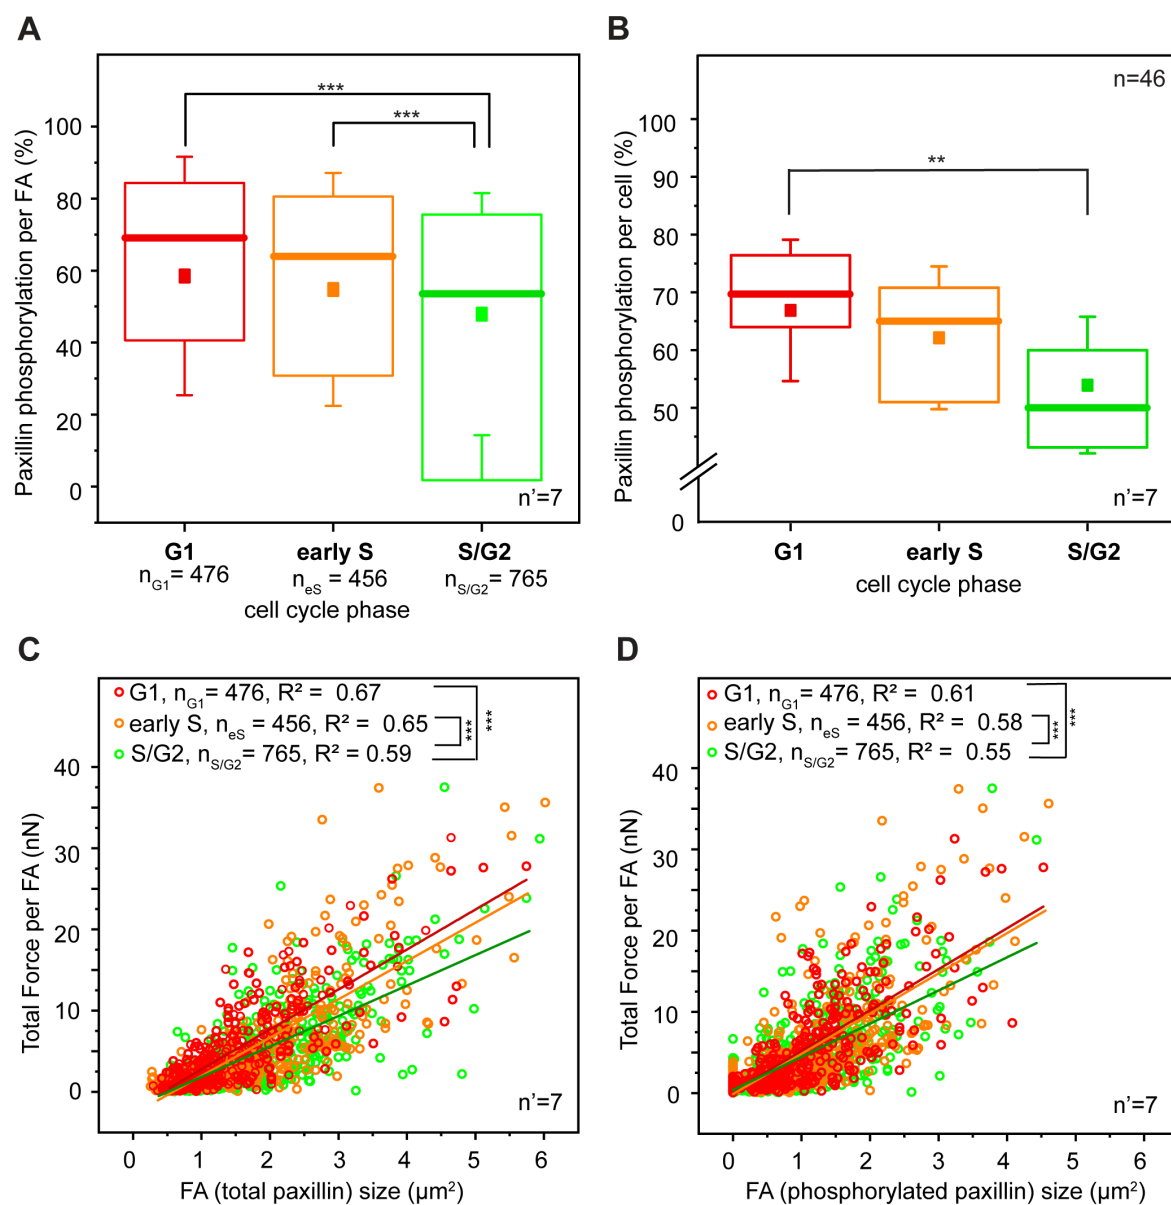 A
***
***
100
80
60
40
20
0
Paxillin phosphorylation per FA (%)
n'=7
G1
early S
S/G2
nG1= 476
neS = 456
nS/G2= 765
cell cycle phase
B
n=46
**
100
90
80
70
60
50
0
Paxillin phosphorylation per cell (%)
n'=7
G1
early S
S/G2
cell cycle phase
C
G1, nG1= 476, R² = 0.67
early S, neS = 456, R² = 0.65
S/G2, nS/G2= 765, R² = 0.59
***
***
40
30
20
10
0
Total Force per FA (nN)
n'=7
0 1 2 3 4 5 6
FA (total paxillin) size (µm²)
D
G1, nG1= 476, R² = 0.61
early S, neS = 456, R² = 0.58
S/G2, nS/G2= 765, R² = 0.55
***
***
40
30
20
10
0
Total Force per FA (nN)
n'=7
0 1 2 3 4 5 6
FA (phosphorylated paxillin) size (µm²)